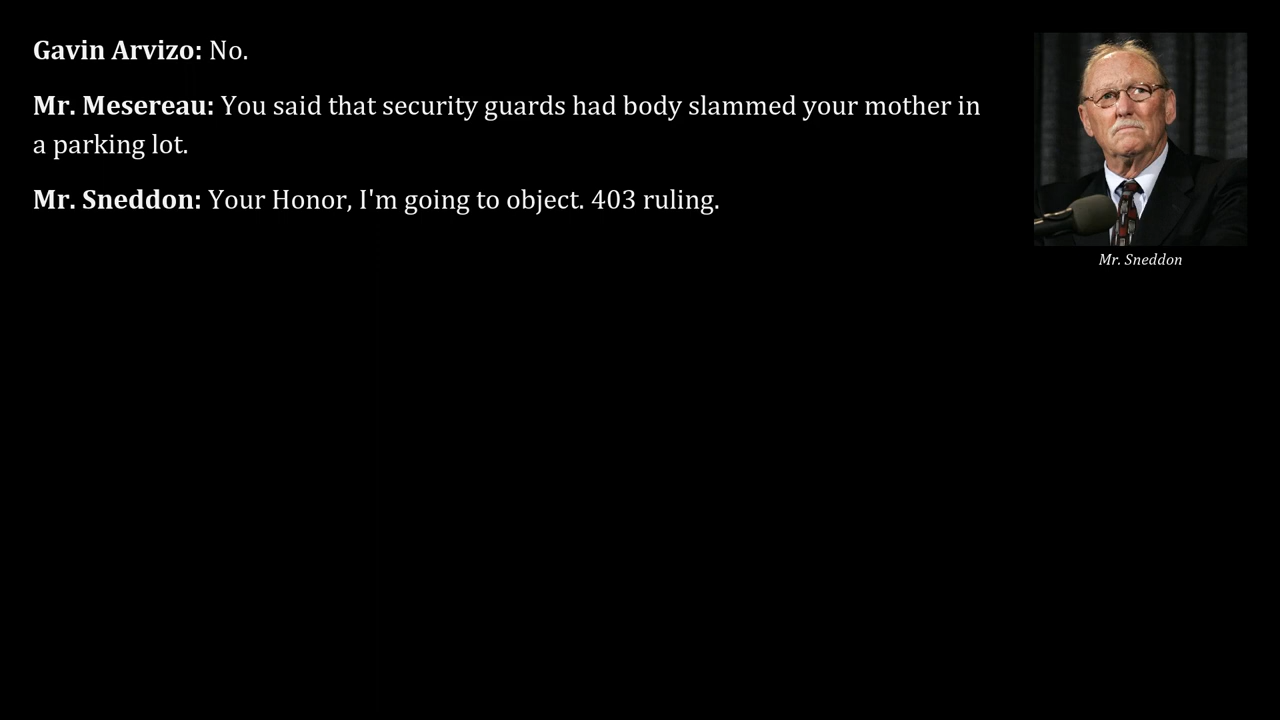 Gavin Arvizo: No.
Mr. Mesereau: You said that security guards had body slammed your mother in
a parking lot.
Mr. Sneddon: Your Honor, I'm going to object. 403 ruling.
Mr. Sneddon